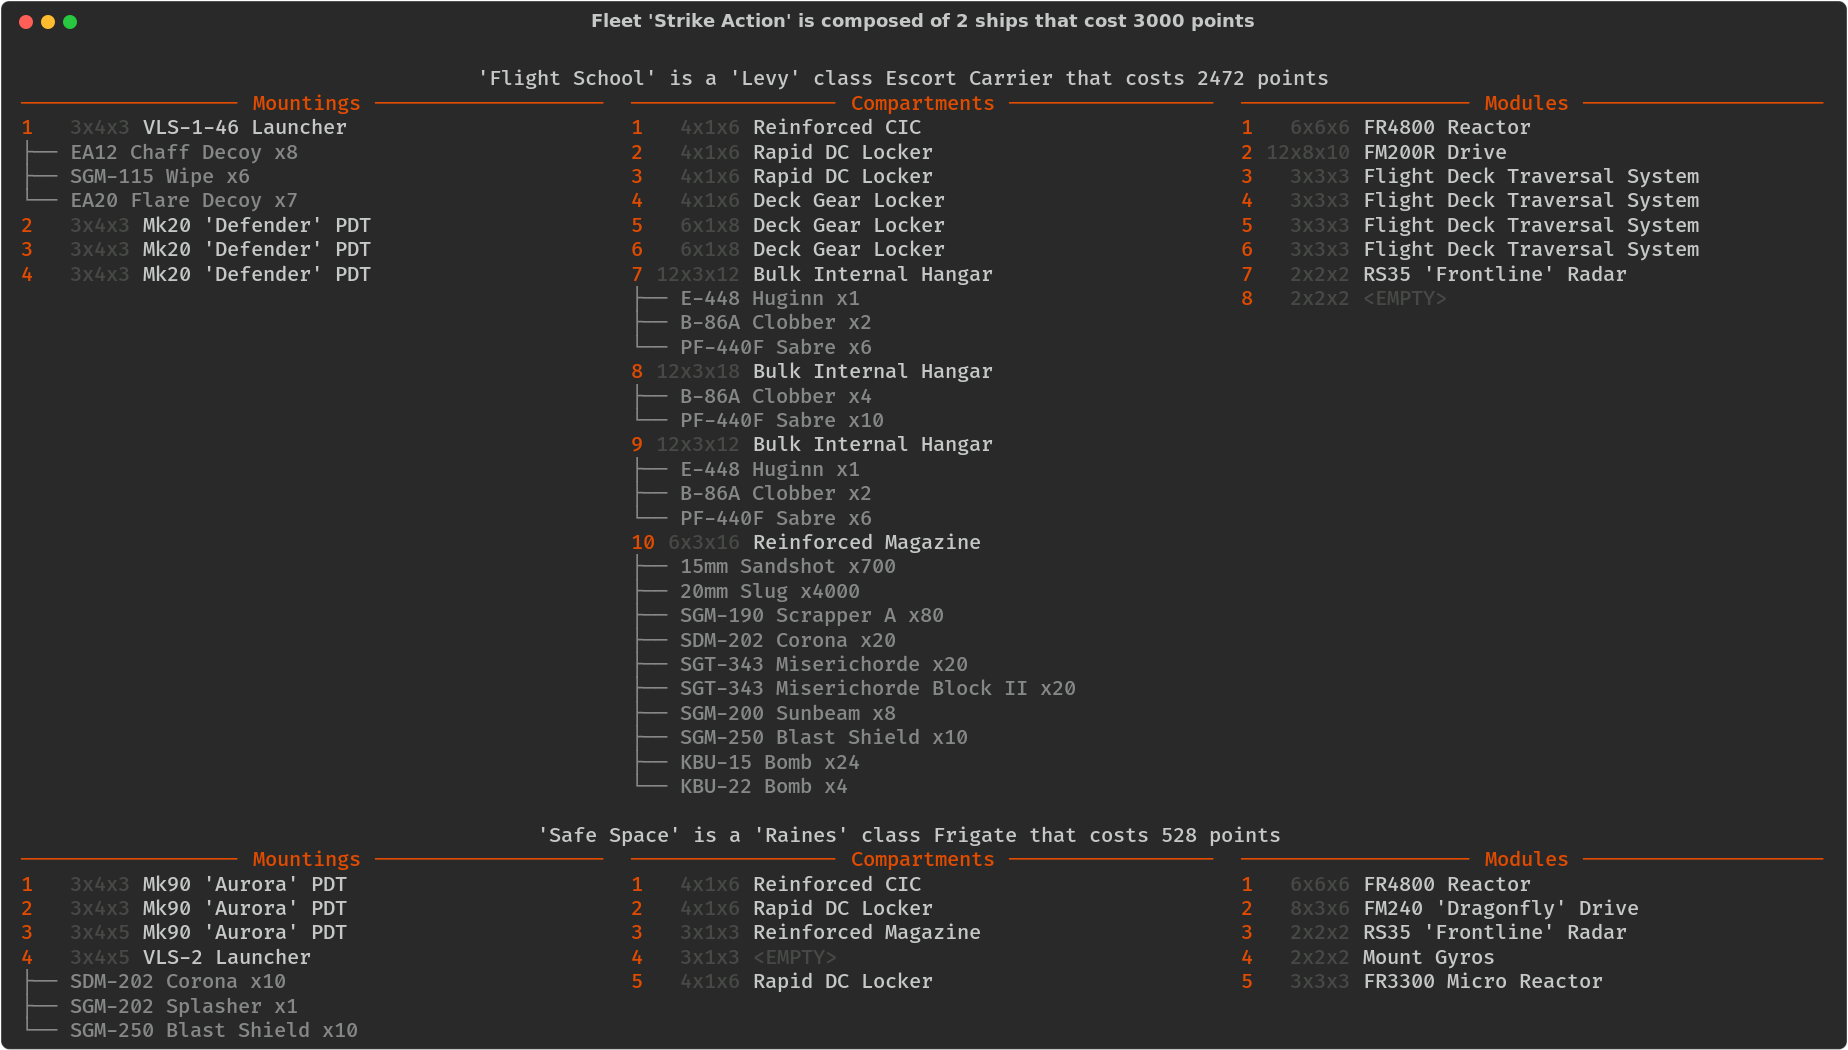 Fleet 'Strike Action' is composed of 2 ships that cost 3000 points
'Flight School' is a 'Levy' class Escort Carrier that costs 2472 points
Mountings
1 3x4x3 VLS-1-46 Launcher
EA12 Chaff Decoy x8
SGM-115 Wipe x6
EA20 Flare Decoy x7
2 3x4x3 Mk20 'Defender' PDT
3 3x4x3 Mk20 'Defender' PDT
4 3x4x3 Mk20 'Defender' PDT
Compartments
1 4x1x6 Reinforced CIC
2 4x1x6 Rapid DC Locker
3 4x1x6 Rapid DC Locker
4 4x1x6 Deck Gear Locker
5 6x1x8 Deck Gear Locker
6 6x1x8 Deck Gear Locker
7 12x3x12 Bulk Internal Hangar
E-448 Huginn x1
B-86A Clobber x2
PF-440F Sabre x6
8 12x3x18 Bulk Internal Hangar
B-86A Clobber x4
PF-440F Sabre x10
9 12x3x12 Bulk Internal Hangar
E-448 Huginn x1
B-86A Clobber x2
PF-440F Sabre x6
10 6x3x16 Reinforced Magazine
15mm Sandshot x700
20mm Slug x4000
SGM-190 Scrapper A x80
SDM-202 Corona x20
SGT-343 Miserichorde x20
SGT-343 Miserichorde Block II x20
SGM-200 Sunbeam x8
SGM-250 Blast Shield x10
KBU-15 Bomb x24
KBU-22 Bomb x4
Modules
1 6x6x6 FR4800 Reactor
2 12x8x10 FM200R Drive
3 3x3x3 Flight Deck Traversal System
4 3x3x3 Flight Deck Traversal System
5 3x3x3 Flight Deck Traversal System
6 3x3x3 Flight Deck Traversal System
7 2x2x2 RS35 'Frontline' Radar
8 2x2x2 <EMPTY>
'Safe Space' is a 'Raines' class Frigate that costs 528 points
Mountings
1 3x4x3 Mk90 'Aurora' PDT
2 3x4x3 Mk90 'Aurora' PDT
3 3x4x5 Mk90 'Aurora' PDT
4 3x4x5 VLS-2 Launcher
SDM-202 Corona x10
SGM-202 Splasher x1
SGM-250 Blast Shield x10
Compartments
1 4x1x6 Reinforced CIC
2 4x1x6 Rapid DC Locker
3 3x1x3 Reinforced Magazine
4 3x1x3 <EMPTY>
5 4x1x6 Rapid DC Locker
Modules
1 6x6x6 FR4800 Reactor
2 8x3x6 FM240 'Dragonfly' Drive
3 2x2x2 RS35 'Frontline' Radar
4 2x2x2 Mount Gyros
5 3x3x3 FR3300 Micro Reactor